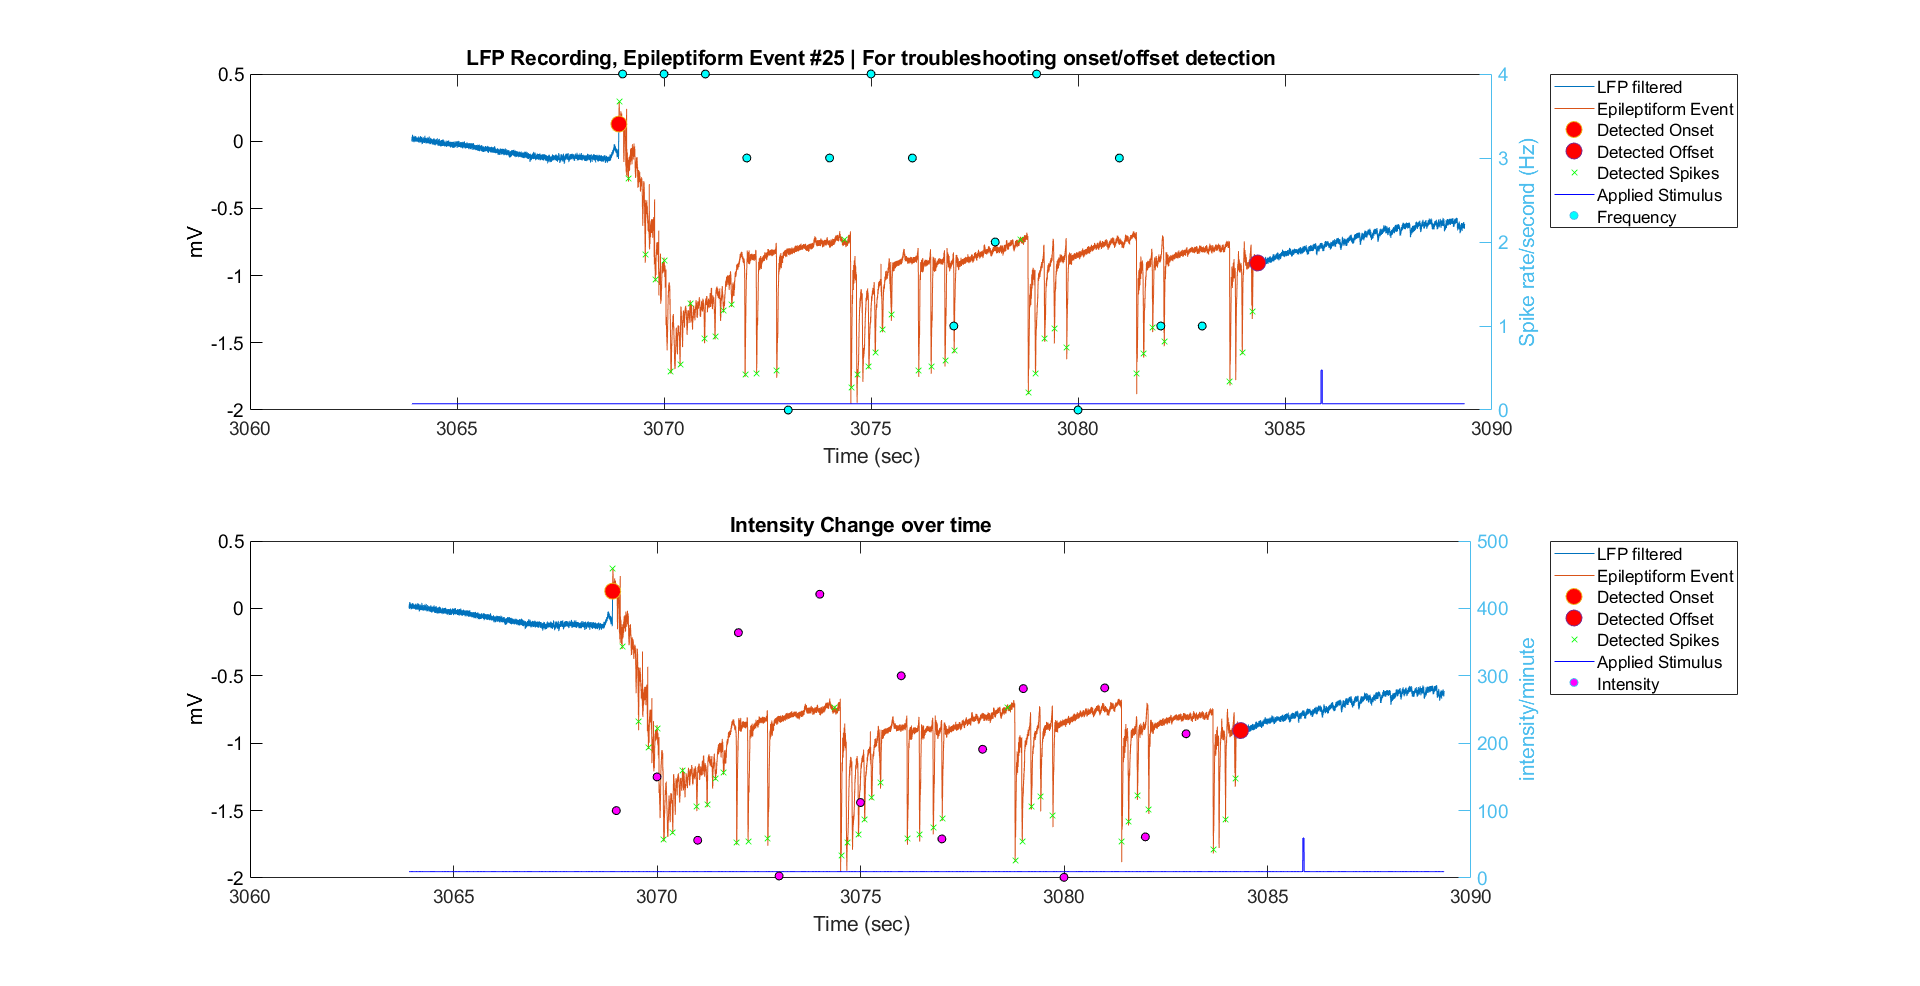 LFP Recording, Epileptiform Event #25 | For troubleshooting onset/offset detection
0.5
0
-0.5
-1
-1.5
-2
mV
3060
3065
3070
3075
3080
3085
3090
Time (sec)
4
3
2
1
0
Spike rate/second (Hz)
LFP filtered
Epileptiform Event
Detected Onset
Detected Offset
Detected Spikes
Applied Stimulus
Frequency
Intensity Change over time
0.5
0
-0.5
-1
-1.5
-2
mV
3060
3065
3070
3075
3080
3085
3090
Time (sec)
500
400
300
200
100
0
intensity/minute
LFP filtered
Epileptiform Event
Detected Onset
Detected Offset
Detected Spikes
Applied Stimulus
Intensity